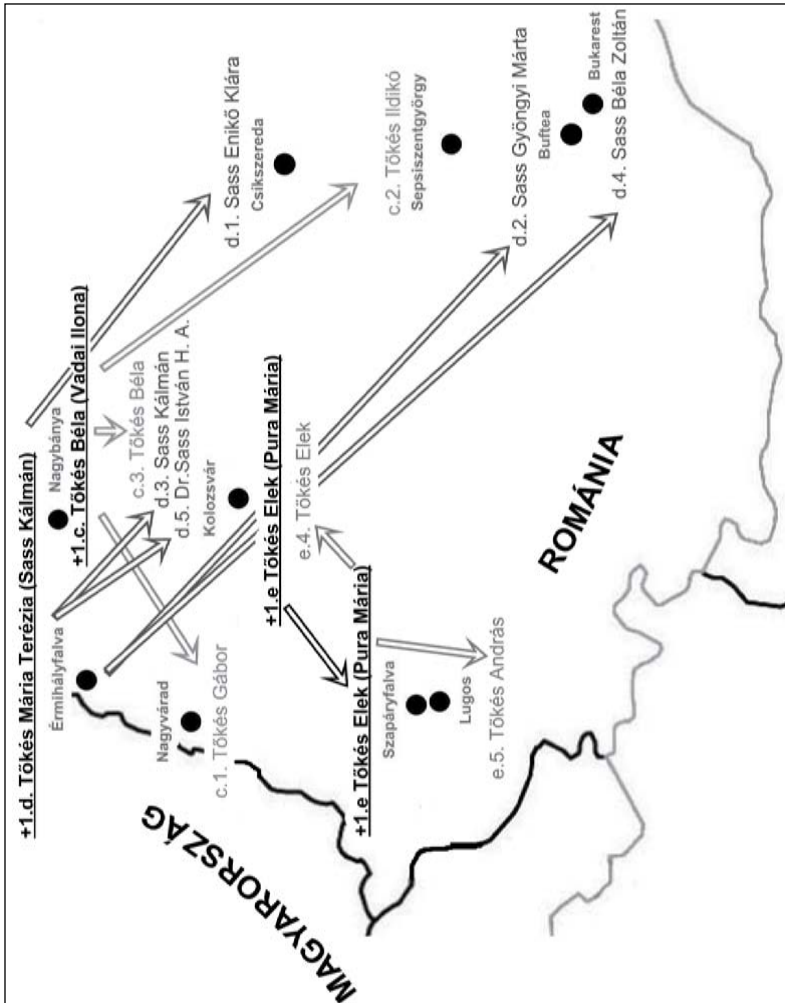 +1.d. Tőkés Mária Terézia (Sass Kálmán)
Érmihályfalva
Nagybánya
+1.c. Tőkés Béla (Vadai Ilona)
c.3. Tőkés Béla
d.3. Sass Kálmán
d.5. Dr.Sass István H. A.
Kolozsvár
Nagyvárad
c.1. Tőkés Gábor
d.1. Sass Enikő Klára
Csíkszereda
MAGYARORSZÁG
+1.e Tőkés Elek (Pura Mária)
e.4. Tőkés Elek
+1.e Tőkés Elek (Pura Mária)
Szapáryfalva
Lugos
e.5. Tőkés András
c.2. Tőkés Ildikó
Sepsiszentgyörgy
d.2. Sass Gyöngyi Márta
Buftea
Bukarest
d.4. Sass Béla Zoltán
ROMÁNIA